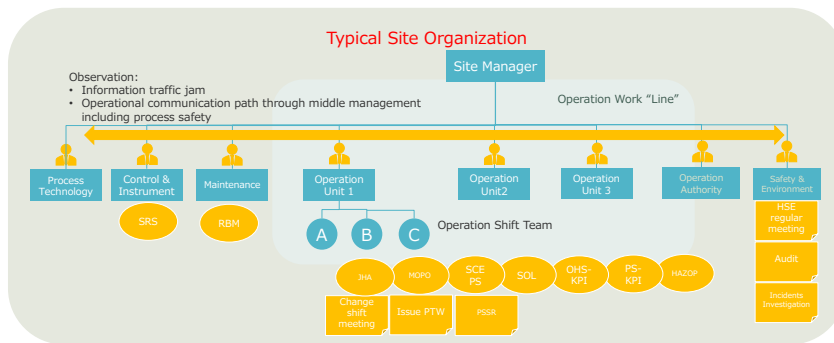 Typical Site Organization
Site Manager
Observation:
• Information traffic jam
• Operational communication path through middle management
including process safety
Operation Work “Line”
Process
Technology
Control &
Instrument
Maintenance
Operation
Unit 1
Operation
Unit2
Operation
Unit 3
Operation
Authority
Safety &
Environment
SRS
RBM
A
B
C
Operation Shift Team
HSE
regular
meeting
Audit
Incidents
Investigation
JHA
MOPO
SCE
PS
SOL
OHS-
KPI
PS-
KPI
HAZOP
Change
shift
meeting
Issue PTW
PSSR